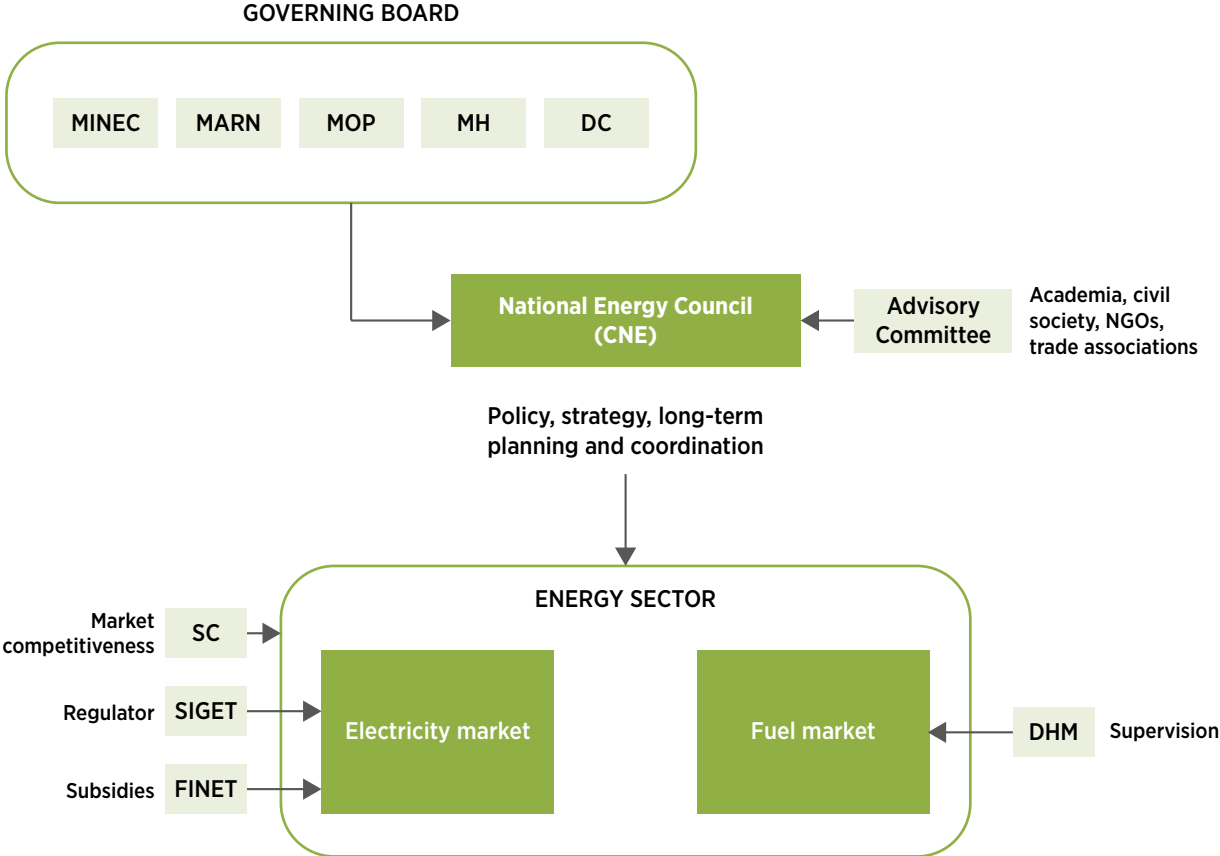 GOVERNING BOARD
MINEC
MARN
MOP
MH
DC
National Energy Council
(CNE)
Advisory
Committee
Academia, civil
society, NGOs,
trade associations
Policy, strategy, long-term
planning and coordination
ENERGY SECTOR
Market
competitiveness
SC
Regulator
SIGET
Subsidies
FINET
Electricity market
Fuel market
DHM
Supervision